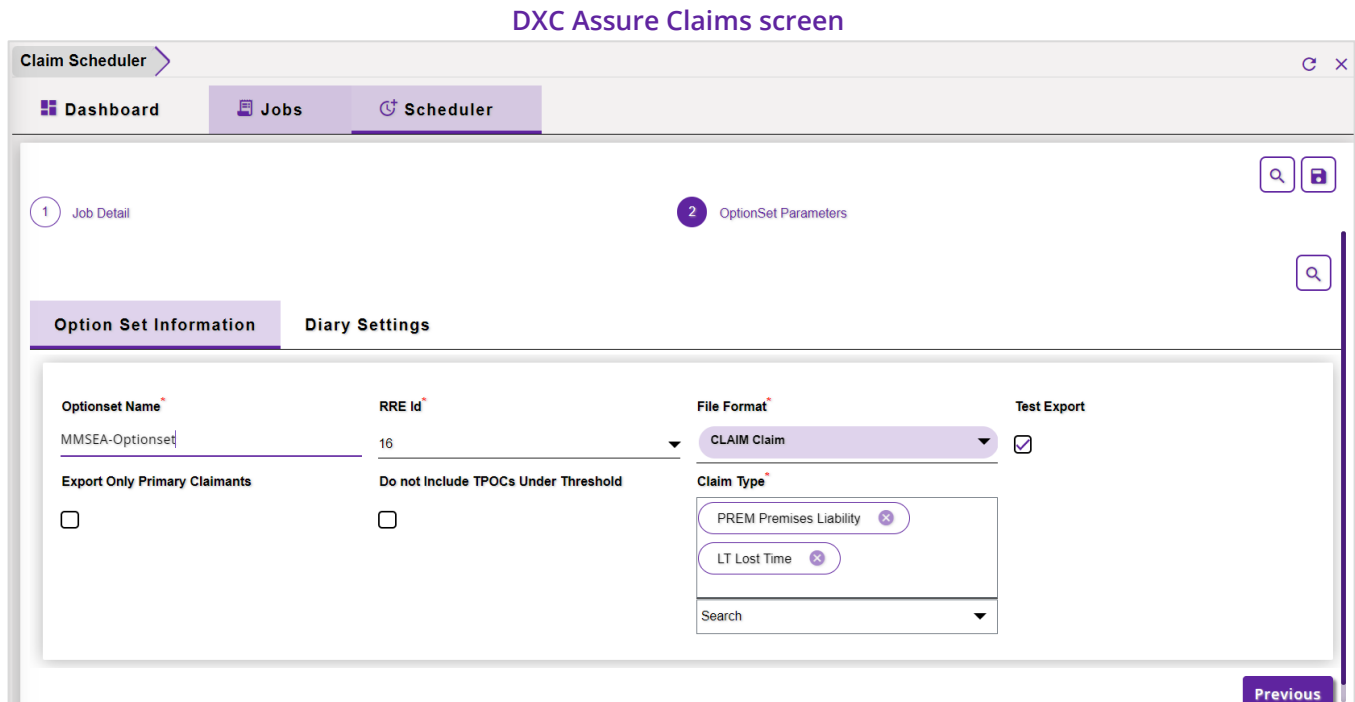 DXC Assure Claims screen
Claim Scheduler
Dashboard Jobs Scheduler
1 Job Detail 2 OptionSet Parameters
Option Set Information Diary Settings
Optionset Name* RRE Id* File Format* Test Export
MMSEA-Optionset 16 CLAIM Claim
Export Only Primary Claimants Do not Include TPOCs Under Threshold Claim Type*
PREM Premises Liability
LT Lost Time
Search
Previous